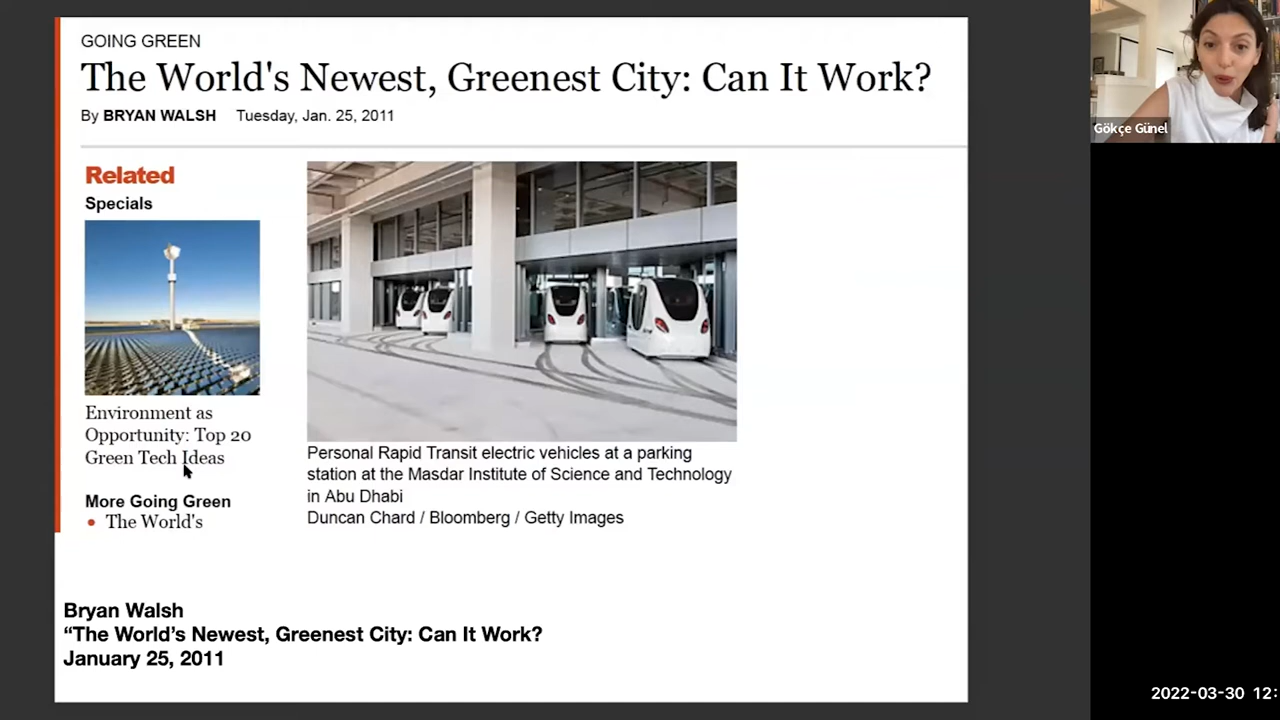 GOING GREEN
The World's Newest, Greenest City: Can It Work?
By BRYAN WALSH Tuesday, Jan. 25, 2011
Related
Specials
Environment as
Opportunity: Top 20
Green Tech Ideas
More Going Green
• The World's
Personal Rapid Transit electric vehicles at a parking
station at the Masdar Institute of Science and Technology
in Abu Dhabi
Duncan Chard / Bloomberg / Getty Images
Bryan Walsh
“The World’s Newest, Greenest City: Can It Work?
January 25, 2011
Gökçe Günel
2022-03-30 12: